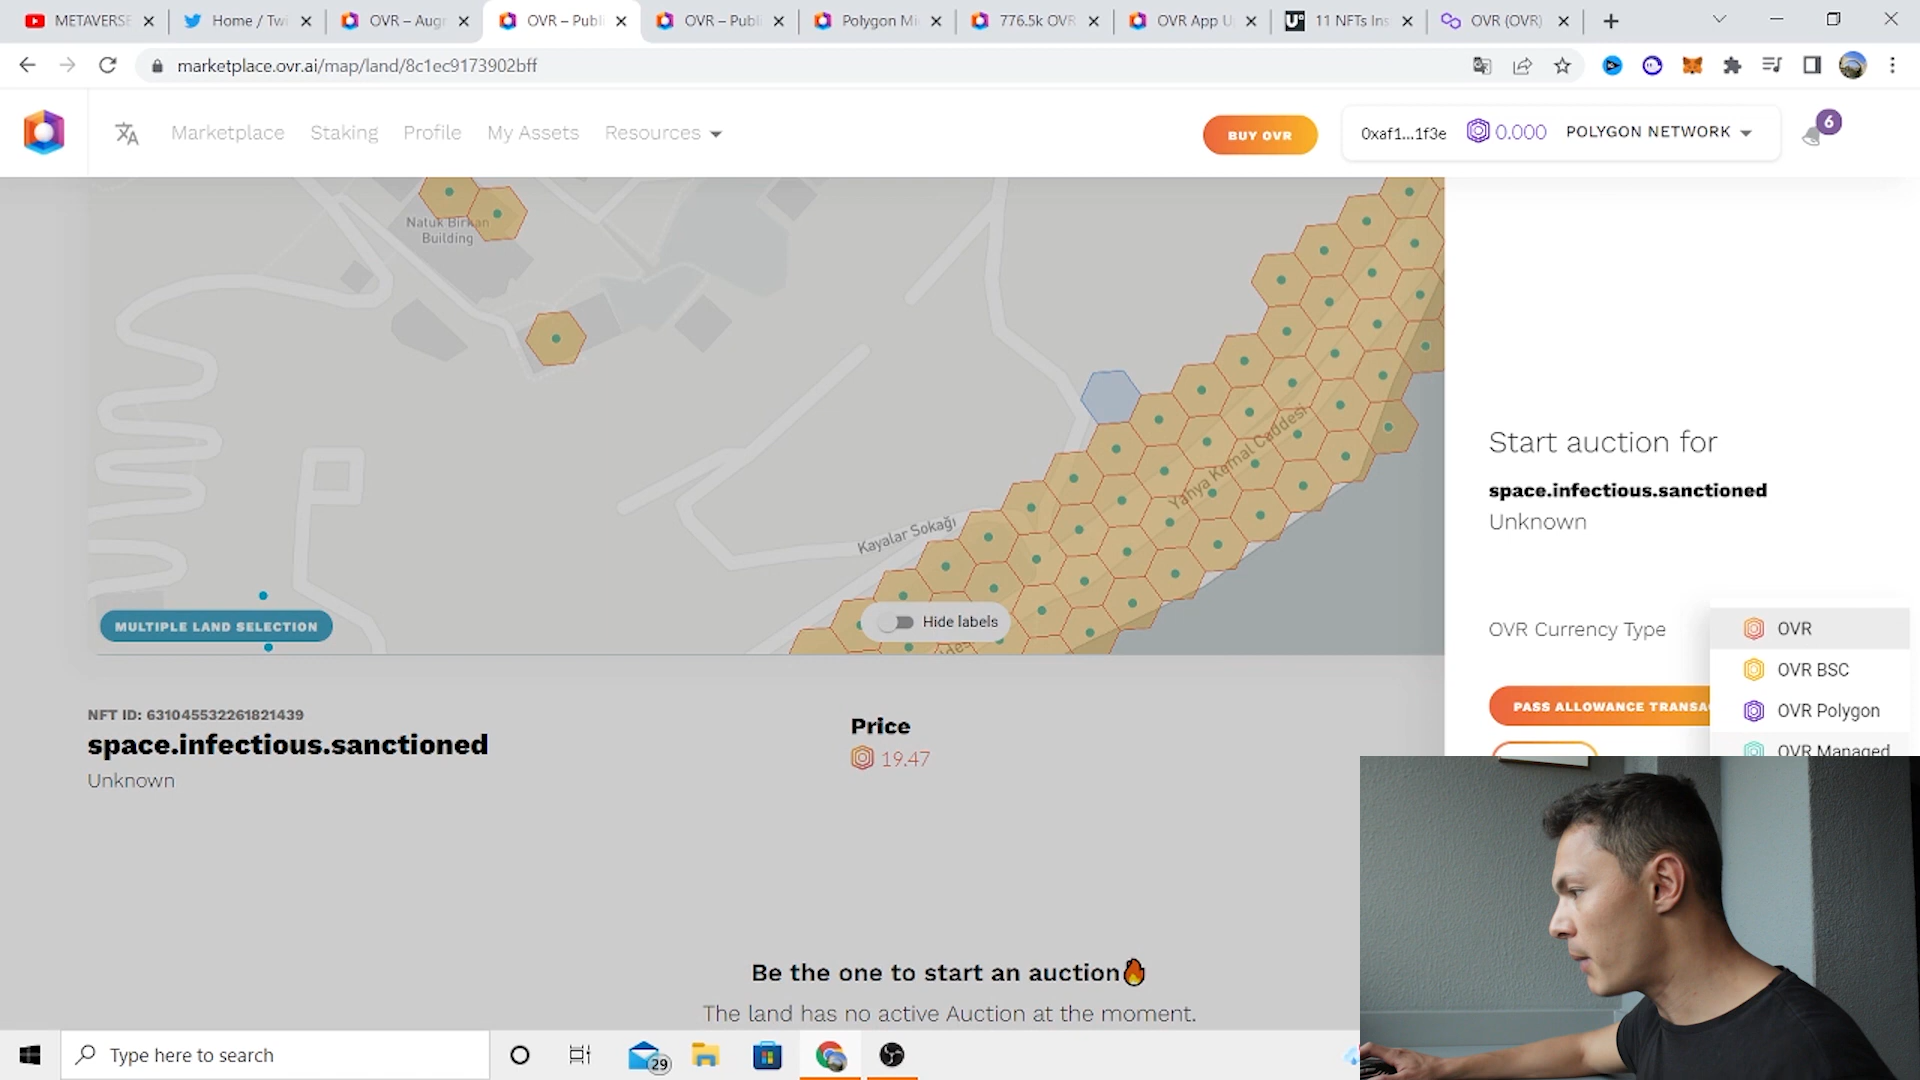 METAVERSE
Home / Twi
OVR – Augr
OVR – Publi
OVR – Publ
Polygon Mi
776.5k OVR
OVR App U
11 NFTs Ins
OVR (OVR)
marketplace.ovr.ai/map/land/8c1ec9173902bff
Marketplace
Staking
Profile
My Assets
Resources
BUY OVR
0xaf1...1f3e
0.000
POLYGON NETWORK
6
Natuk Birkan
Building
Yahya Kemal Caddesi
Kayalar Sokağı
MULTIPLE LAND SELECTION
Hide labels
Start auction for
space.infectious.sanctioned
Unknown
OVR Currency Type
OVR
OVR BSC
OVR Polygon
OVR Managed
PASS ALLOWANCE TRANSA
NFT ID: 631045532261821439
space.infectious.sanctioned
Unknown
Price
19.47
Be the one to start an auction🔥
The land has no active Auction at the moment.
Type here to search
29